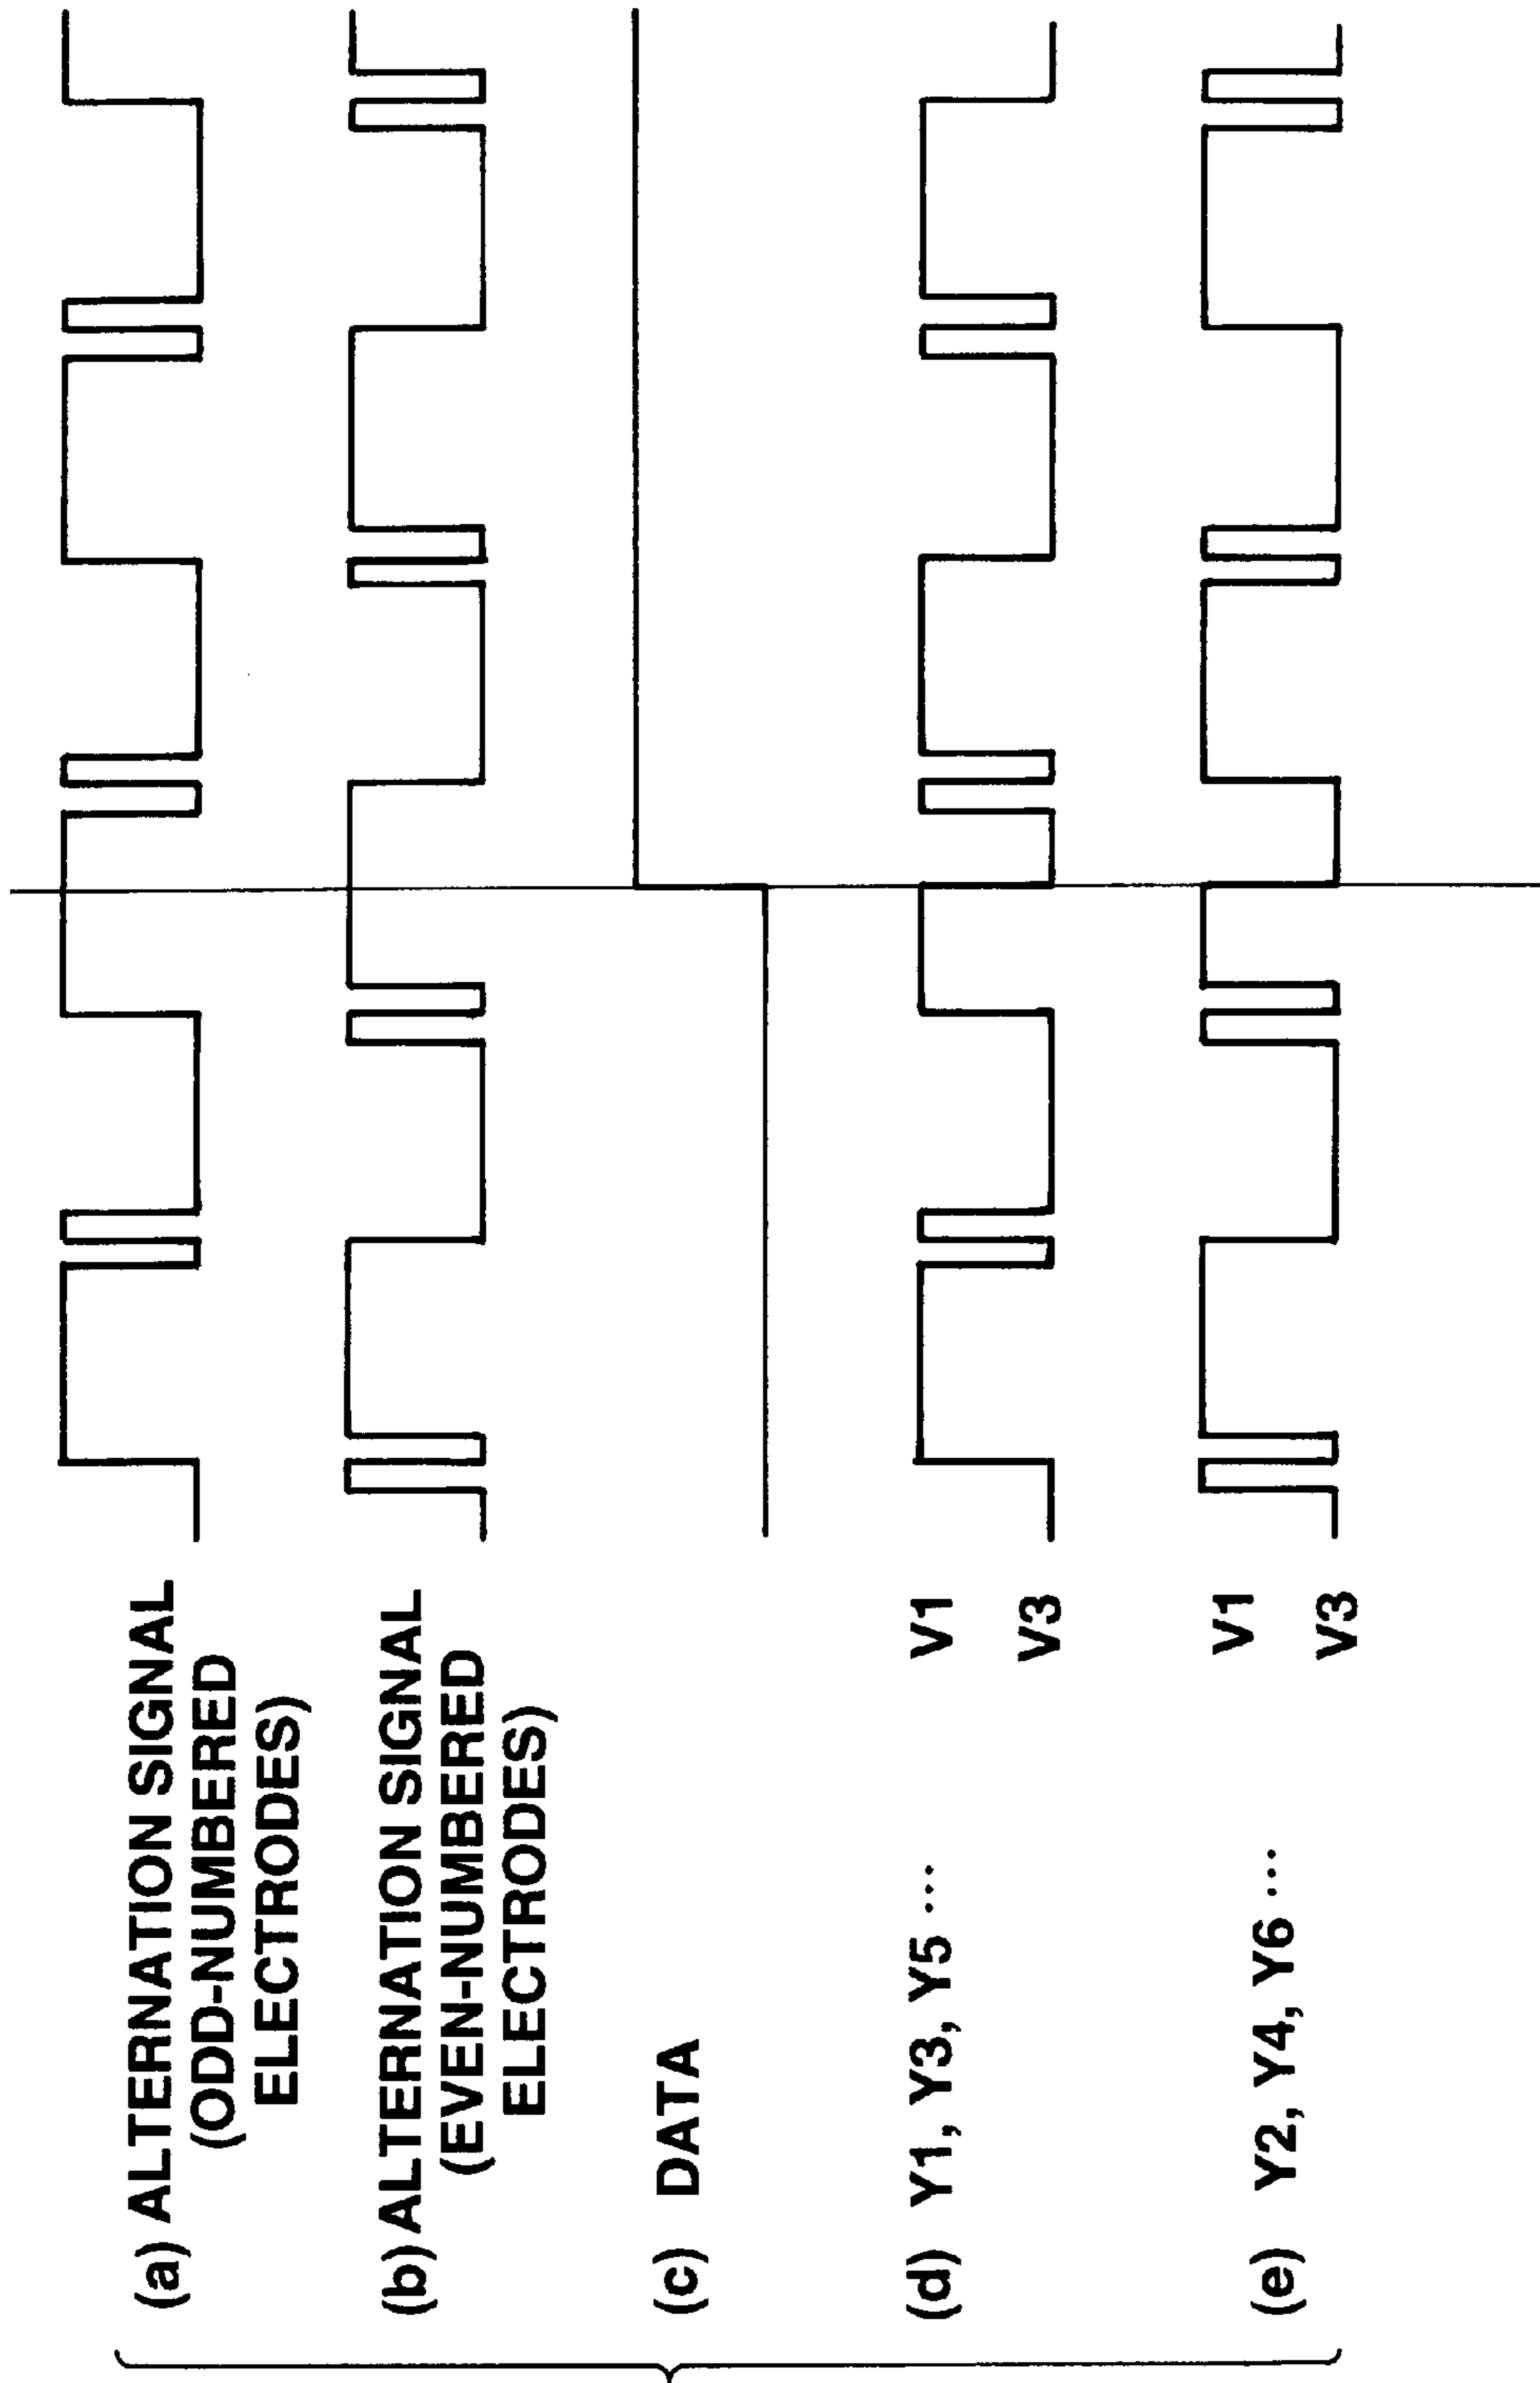 (a) ALTERNATION SIGNAL
(ODD-NUMBERED
ELECTRODES)
(b) ALTERNATION SIGNAL
(EVEN-NUMBERED
ELECTRODES)
(c) DATA
(d) Y1, Y3, Y5 ...
V1
V3
(e) Y2, Y4, Y6 ...
V1
V3